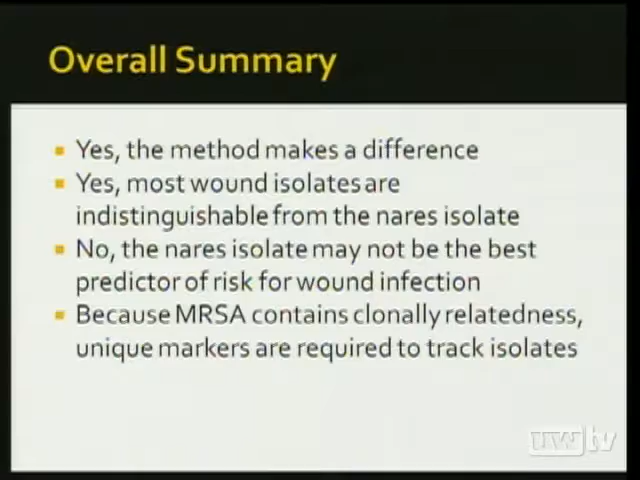 Overall Summary
Yes, the method makes a difference
Yes, most wound isolates are
indistinguishable from the nares isolate
No, the nares isolate may not be the best
predictor of risk for wound infection
Because MRSA contains clonally relatedness,
unique markers are required to track isolates
uwtv